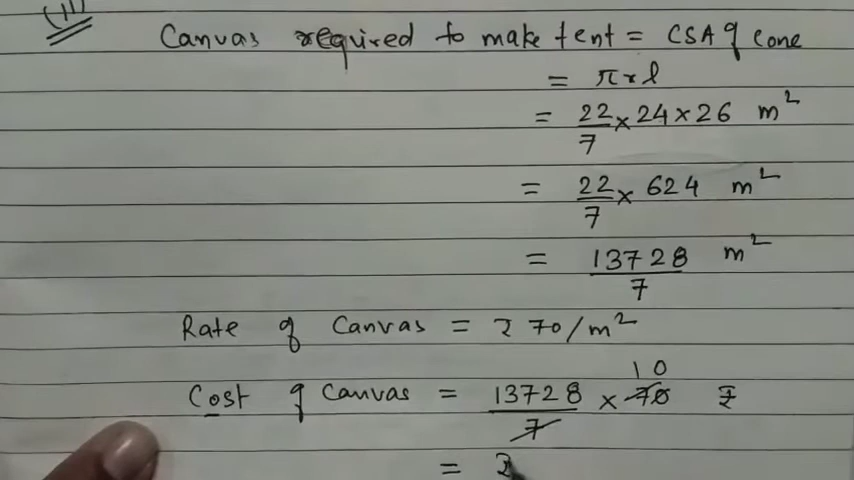 (ii)
Canvas required to make tent = CSA of cone
= πrl
= 22/7 × 24 × 26 m²
= 22/7 × 624 m²
= 13728/7 m²
Rate of Canvas = ₹ 70/m²
Cost of Canvas = 13728/7 × 70 10 ₹
= ₹